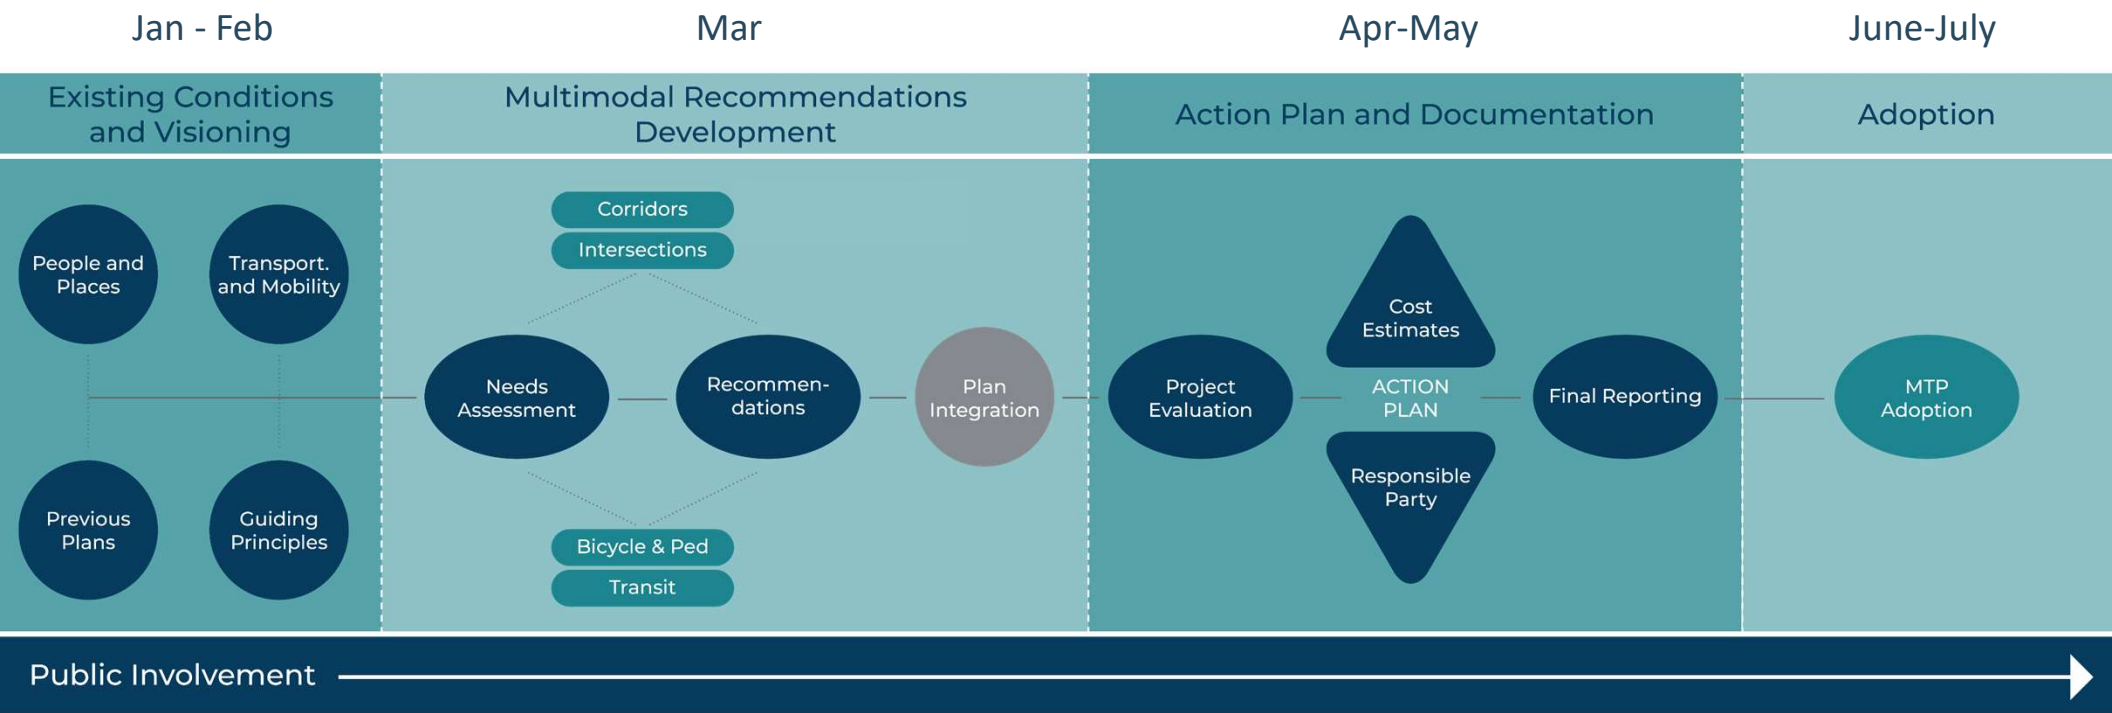 Jan - Feb
Mar
Apr-May
June-July
Existing Conditions
and Visioning
Multimodal Recommendations
Development
Action Plan and Documentation
Adoption
People and
Places
Transport.
and Mobility
Previous
Plans
Guiding
Principles
Corridors
Intersections
Needs
Assessment
Recommen-
dations
Bicycle & Ped
Transit
Plan
Integration
Project
Evaluation
Cost
Estimates
ACTION
PLAN
Responsible
Party
Final Reporting
MTP
Adoption
Public Involvement